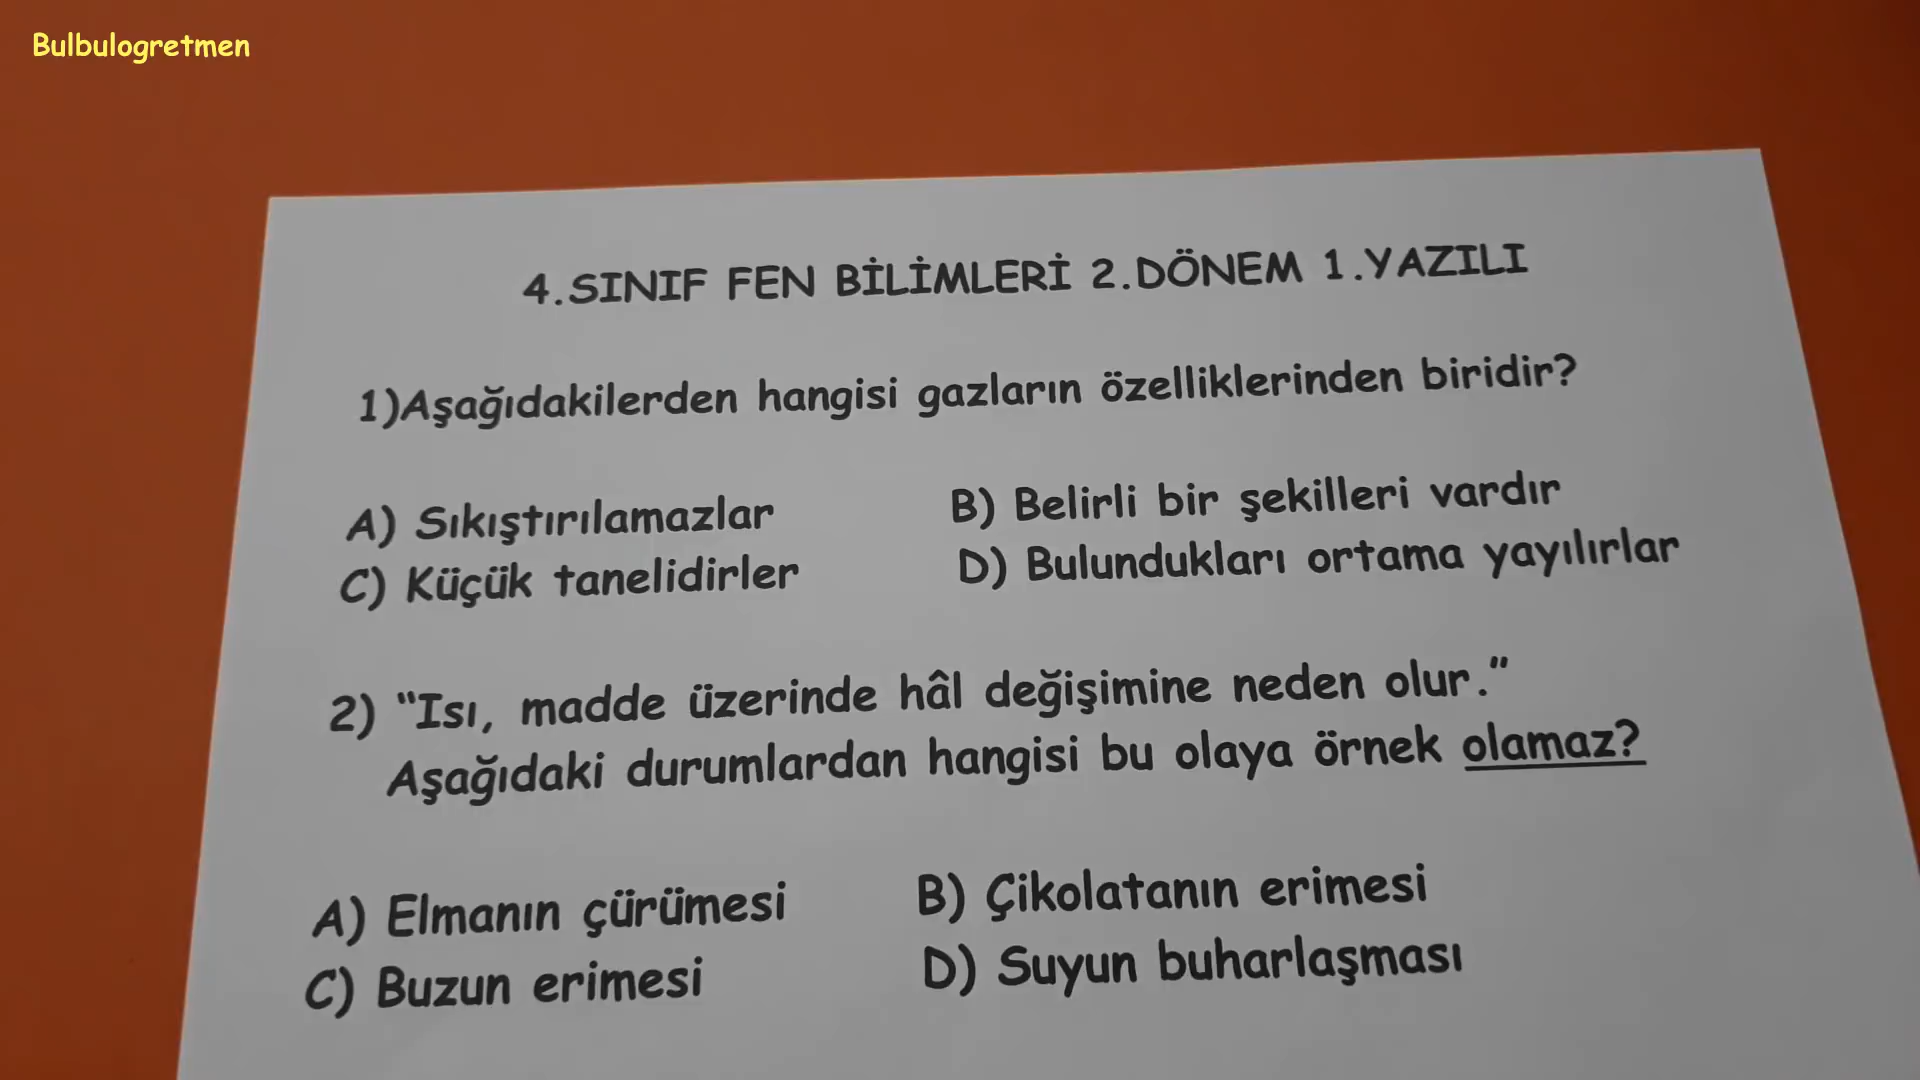 Bulbulogretmen
4.SINIF FEN BİLİMLERİ 2.DÖNEM 1.YAZILI
1)Aşağıdakilerden hangisi gazların özelliklerinden biridir?
A) Sıkıştırılamazlar B) Belirli bir şekilleri vardır
C) Küçük tanelidirler D) Bulundukları ortama yayılırlar
2) “Isı, madde üzerinde hâl değişimine neden olur.”
Aşağıdaki durumlardan hangisi bu olaya örnek olamaz?
A) Elmanın çürümesi B) Çikolatanın erimesi
C) Buzun erimesi D) Suyun buharlaşması